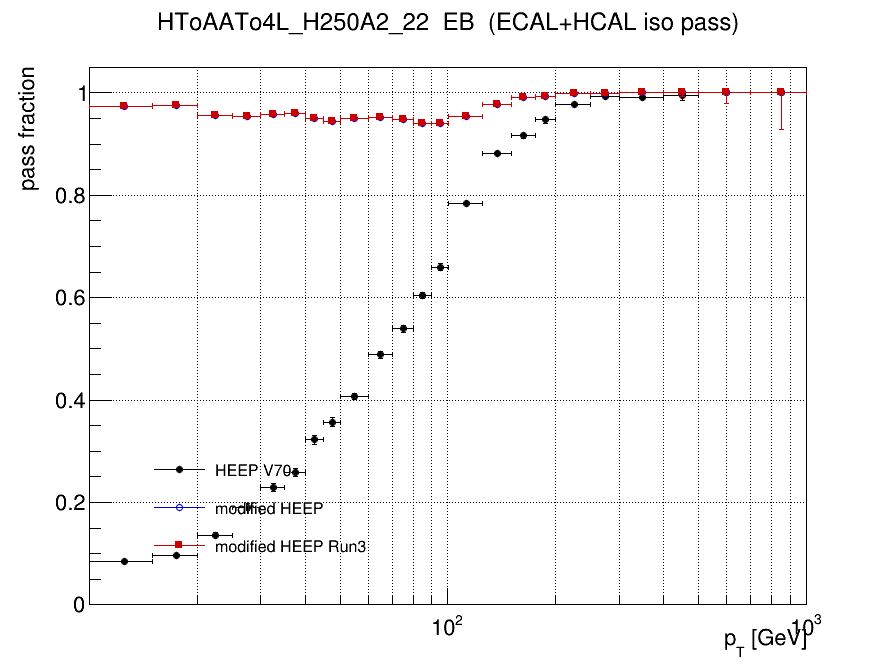 HToAATo4L_H250A2_22 EB (ECAL+HCAL iso pass)
pass fraction
1
0.8
0.6
0.4
0.2
0
HEEP V70
modified HEEP
modified HEEP Run3
10²
10³
p_T [GeV]